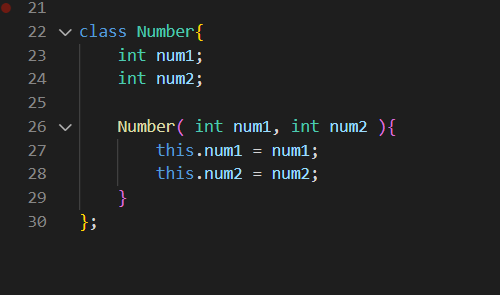 21
22 class Number{
23 int num1;
24 int num2;
25
26 Number( int num1, int num2 ){
27 this.num1 = num1;
28 this.num2 = num2;
29 }
30 };